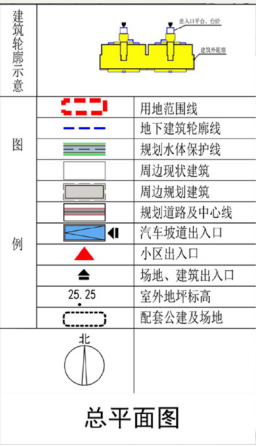 建筑轮廓示意
出入口平台、台阶
建筑外轮廓
图例
用地范围线
地下建筑轮廓线
规划水体保护线
周边现状建筑
周边规划建筑
规划道路及中心线
汽车坡道出入口
小区出入口
场地、建筑出入口
25.25
室外地坪标高
配套公建及场地
北
总平面图